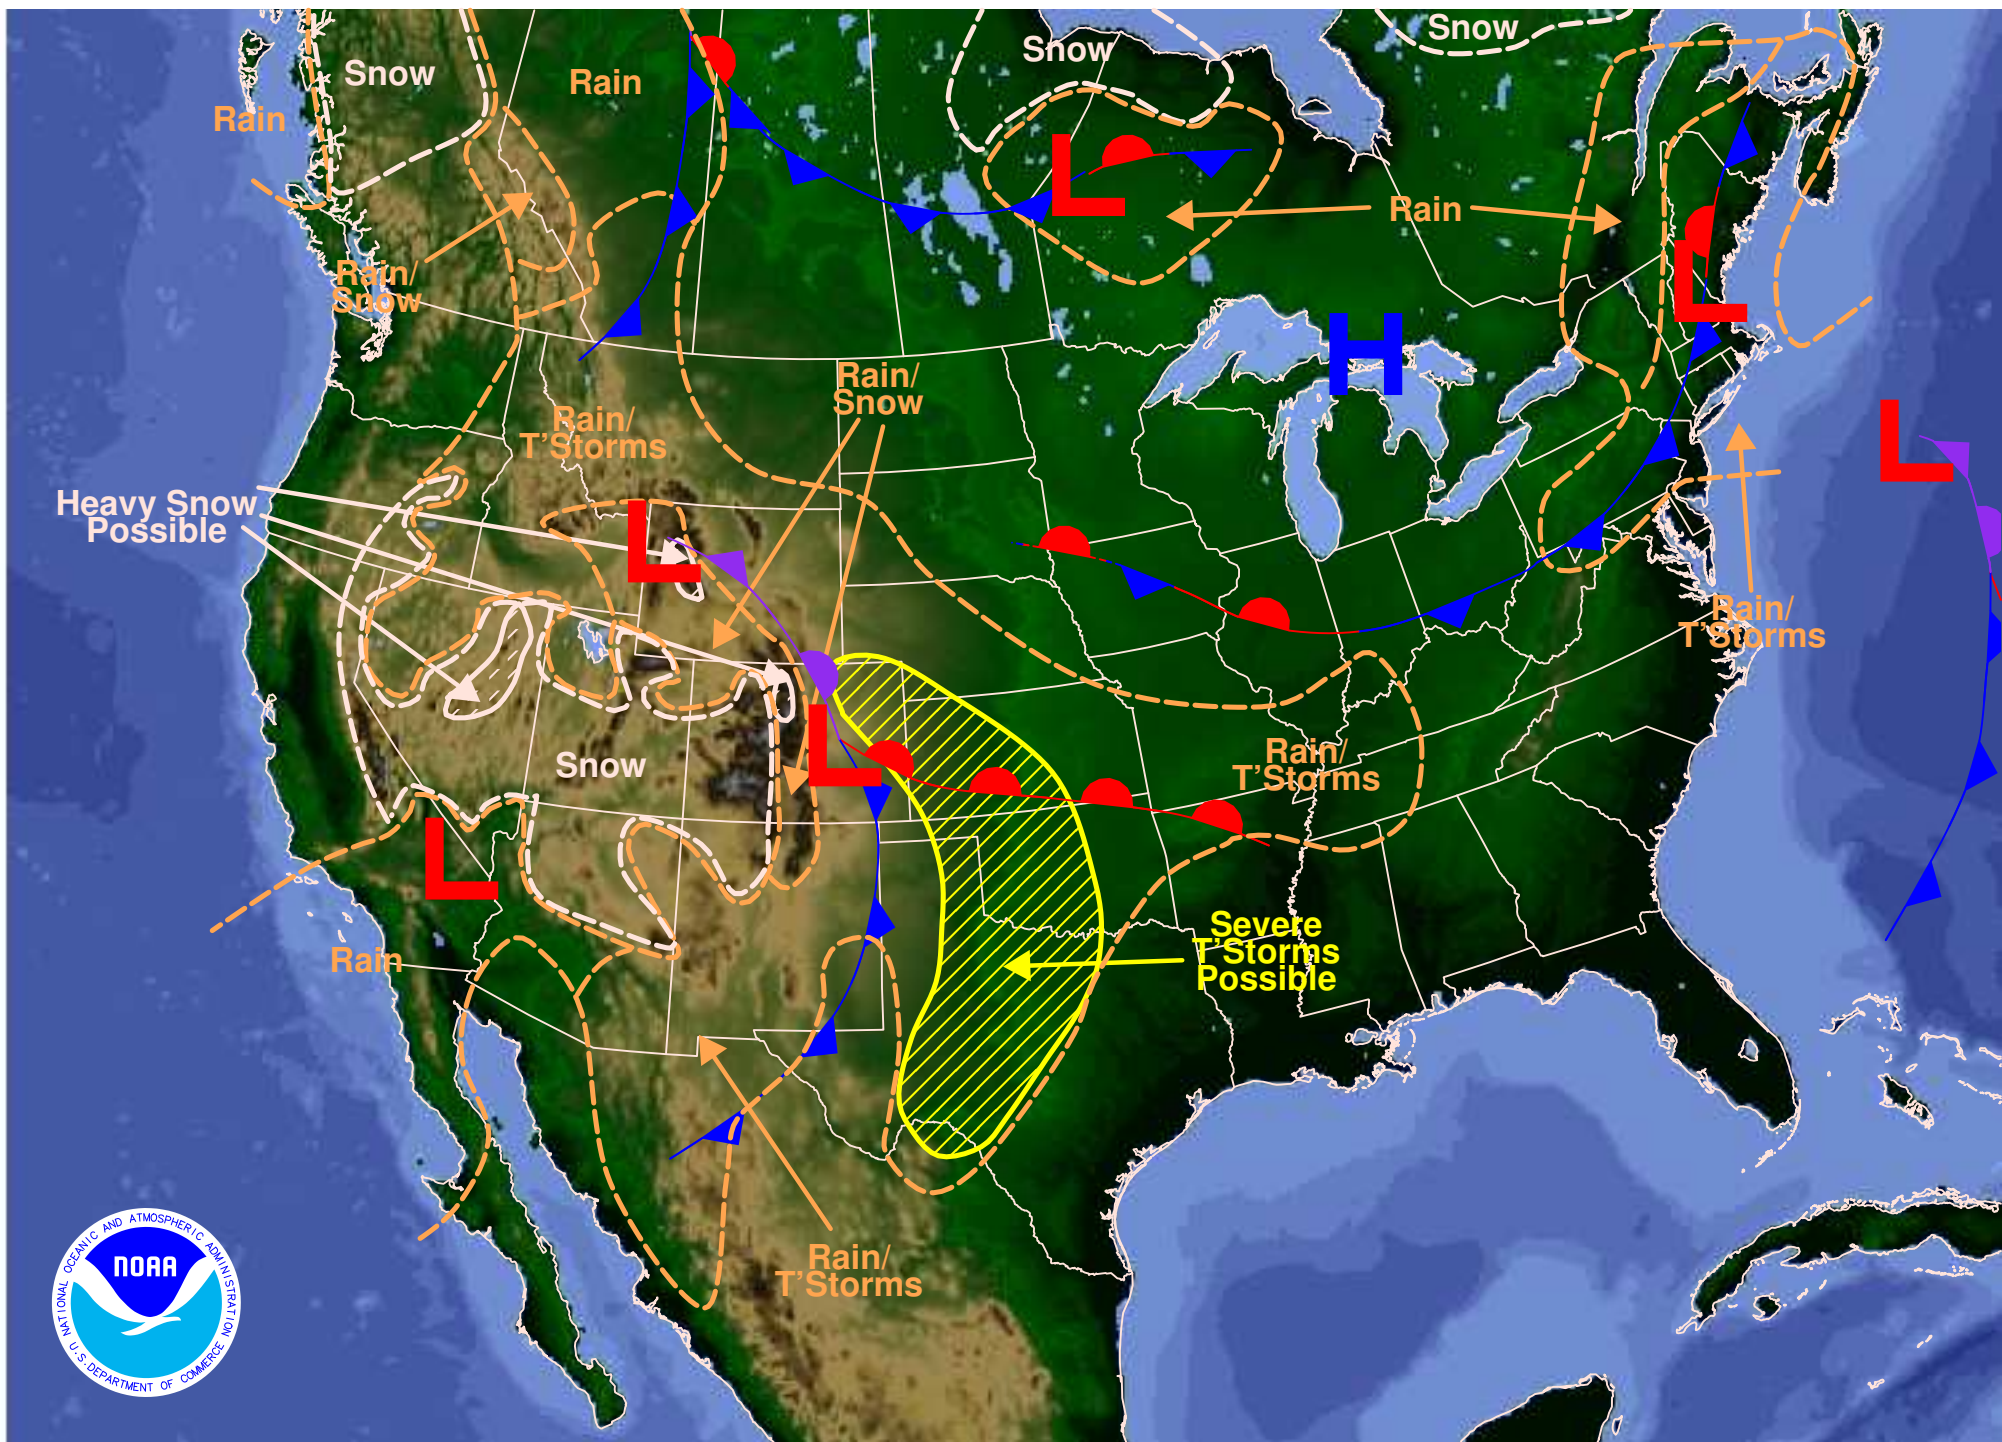 Snow
Snow
Snow
Rain
Rain
Rain
Rain/
Snow
H
L
L
L
Rain/
Snow
Rain/
T'Storms
Heavy Snow
Possible
L
Rain/
T'Storms
L
Snow
Rain/
T'Storms
L
Rain
Severe
T'Storms
Possible
Rain/
T'Storms
NATIONAL OCEANIC AND ATMOSPHERIC ADMINISTRATION
NOAA
U.S. DEPARTMENT OF COMMERCE